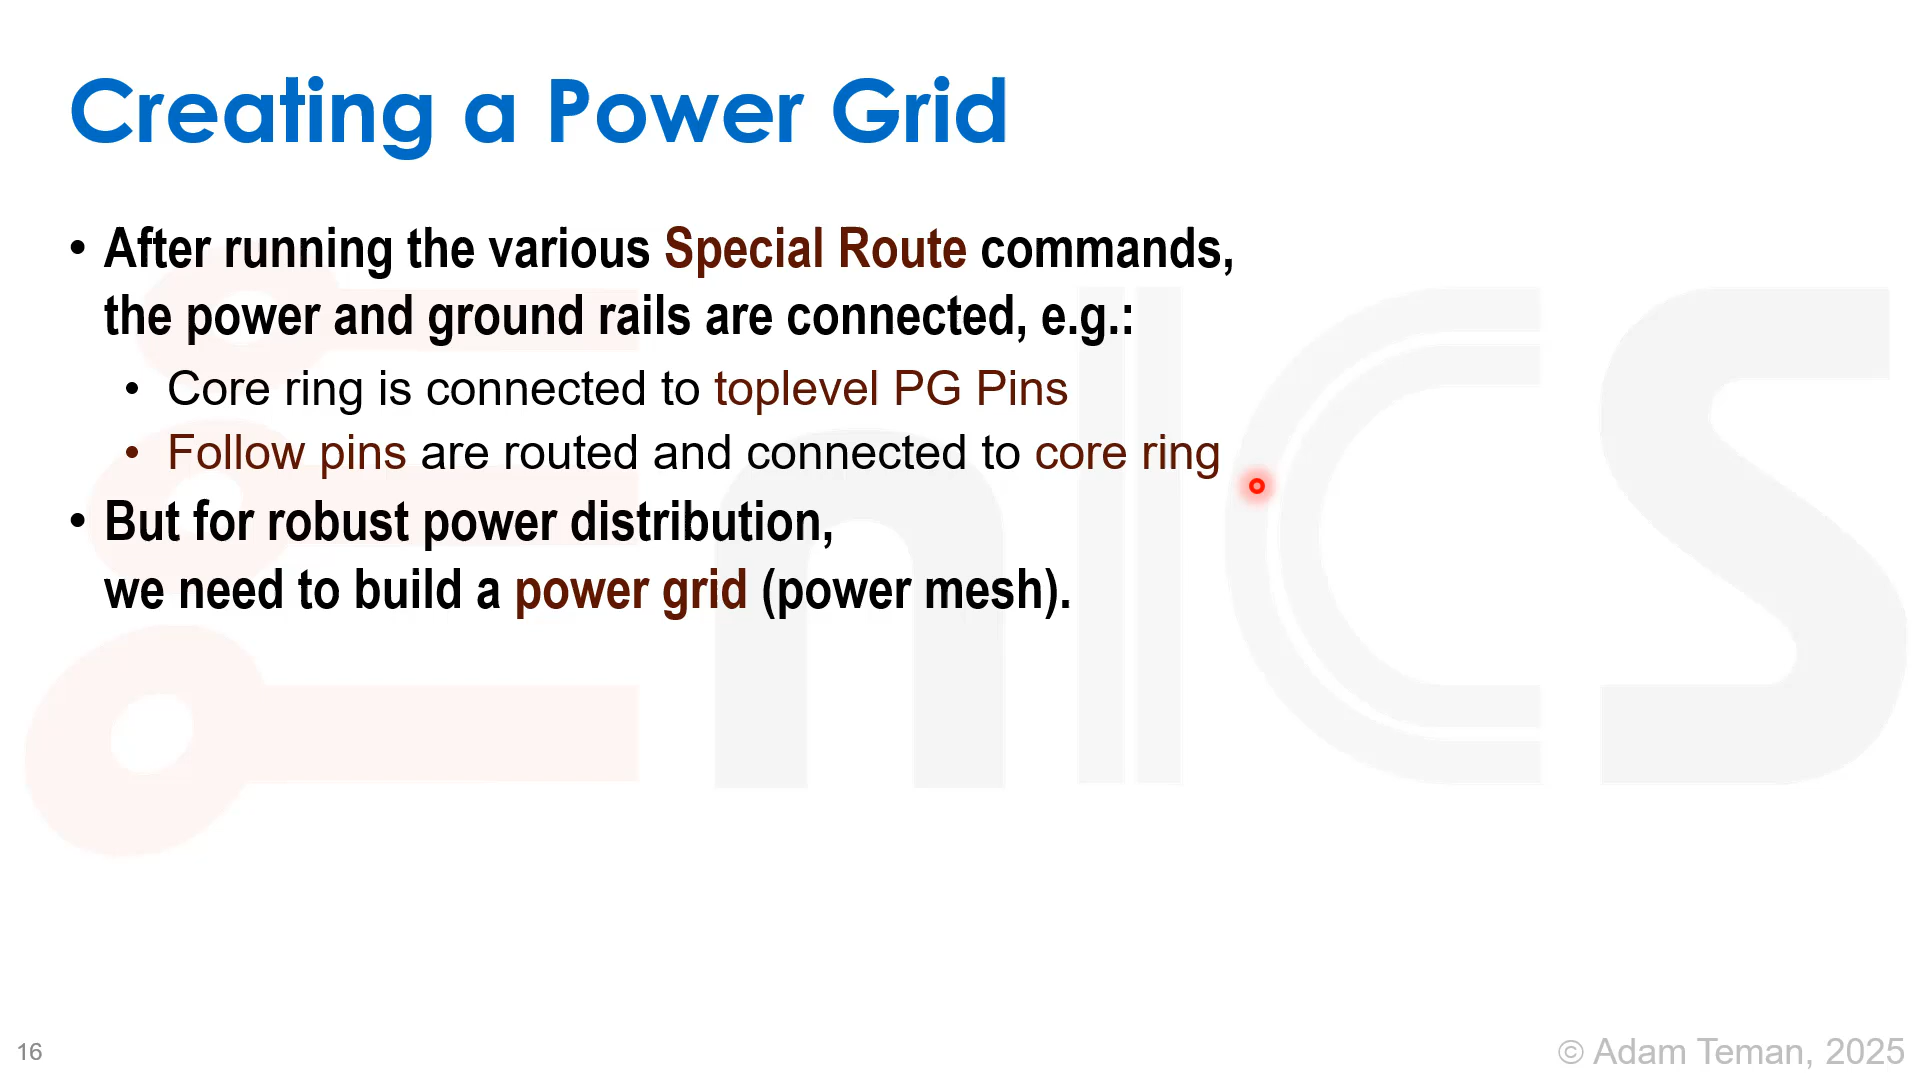 Creating a Power Grid
• After running the various Special Route commands,
the power and ground rails are connected, e.g.:
• Core ring is connected to toplevel PG Pins
• Follow pins are routed and connected to core ring
• But for robust power distribution,
we need to build a power grid (power mesh).
enICS
16
© Adam Teman, 2025